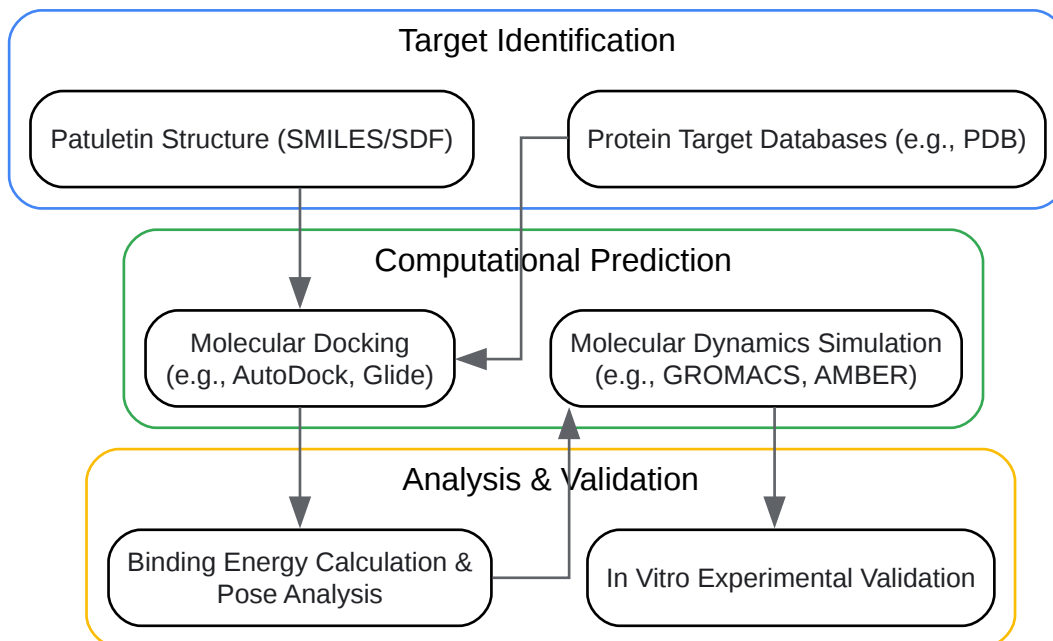 Target Identification
Patuletin Structure (SMILES/SDF)
Protein Target Databases (e.g., PDB)
Computational Prediction
Molecular Docking
(e.g., AutoDock, Glide)
Molecular Dynamics Simulation
(e.g., GROMACS, AMBER)
Analysis & Validation
Binding Energy Calculation &
Pose Analysis
In Vitro Experimental Validation